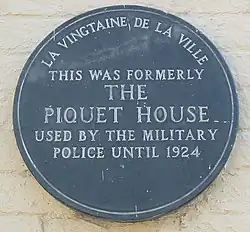 LA VINGTAINE DE LA VILLE
THIS WAS FORMERLY
THE
PIQUET HOUSE
USED BY THE MILITARY
POLICE UNTIL 1924